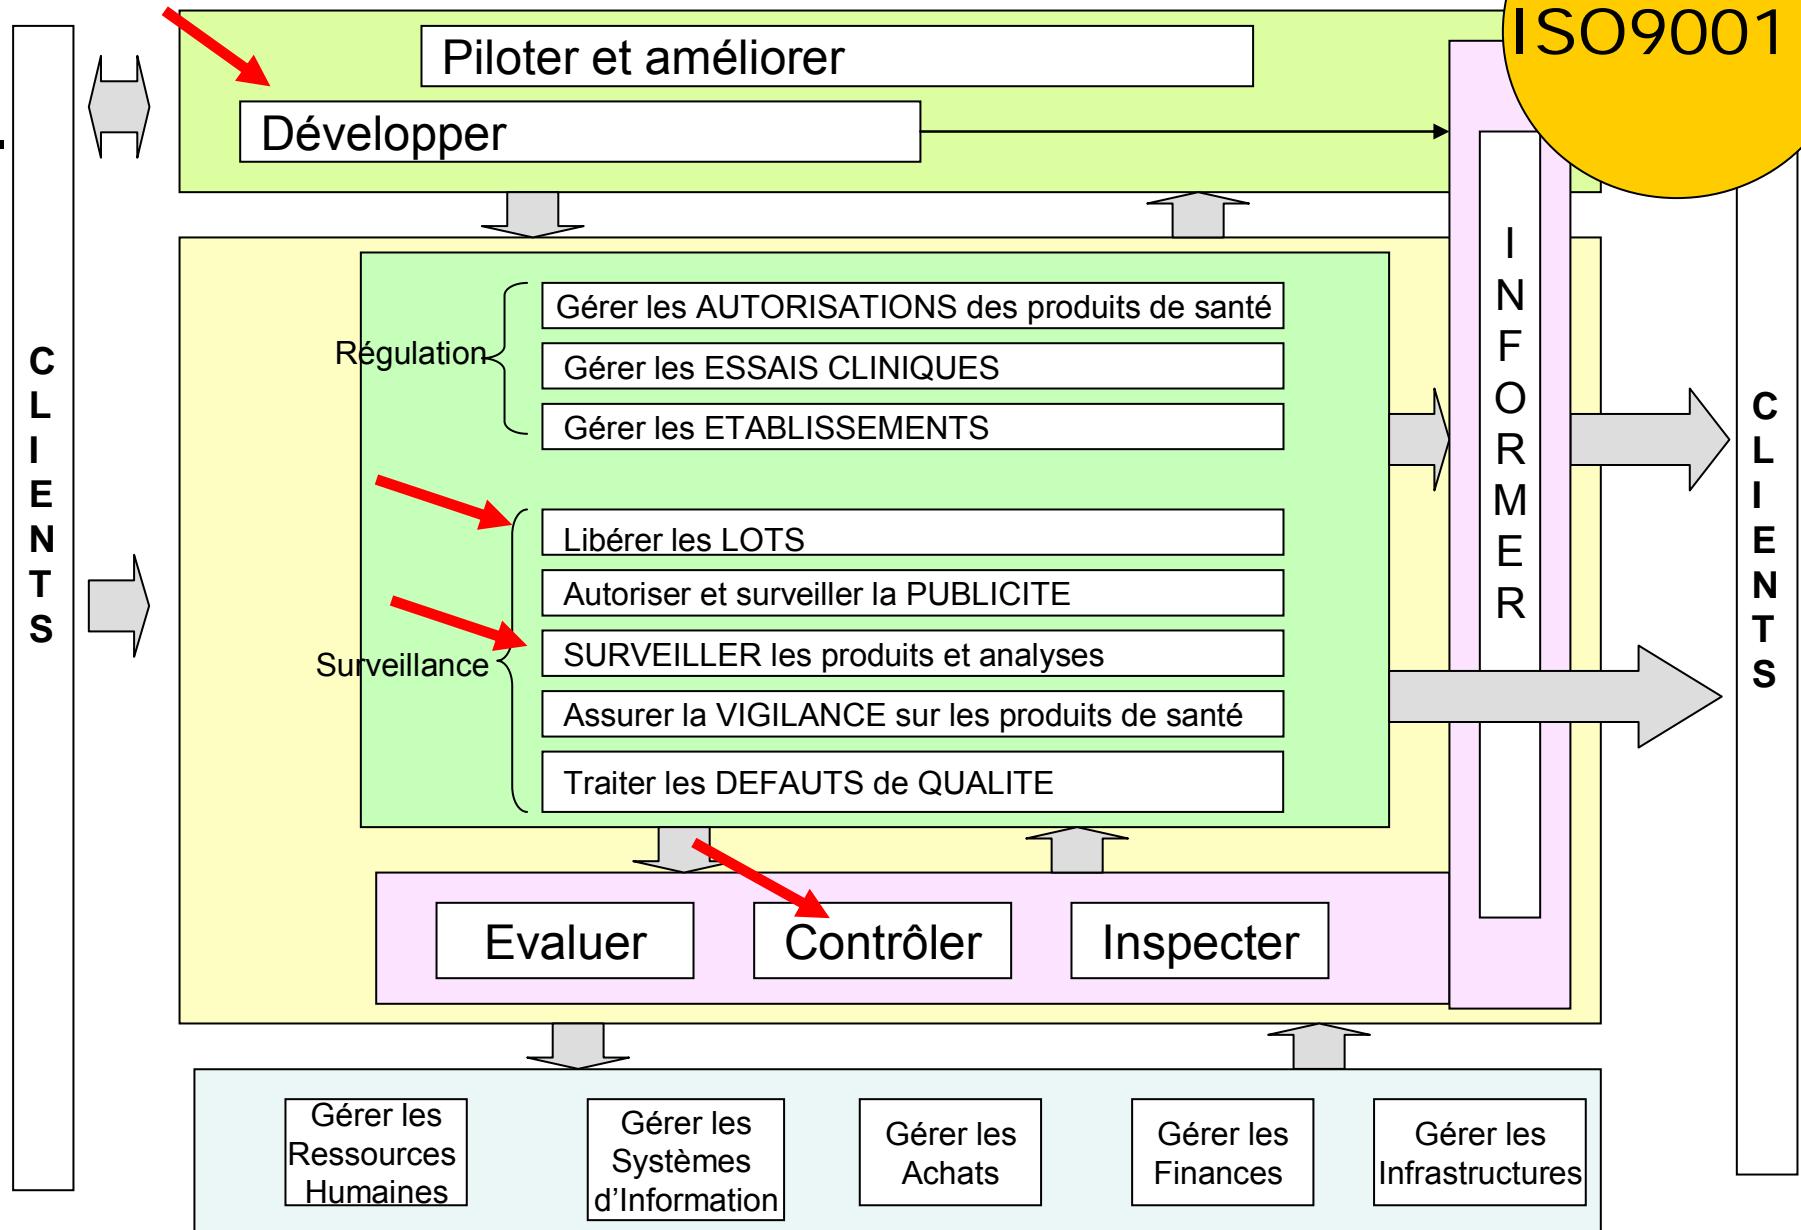 ISO9001
Piloter et améliorer
Développer
CLIENTS
Régulation
Gérer les AUTORISATIONS des produits de santé
Gérer les ESSAIS CLINIQUES
Gérer les ETABLISSEMENTS
Surveillance
Libérer les LOTS
Autoriser et surveiller la PUBLICITE
SURVEILLER les produits et analyses
Assurer la VIGILANCE sur les produits de santé
Traiter les DEFAUTS de QUALITE
INFORMER
CLIENTS
Evaluer
Contrôler
Inspecter
Gérer les
Ressources
Humaines
Gérer les
Systèmes
d’Information
Gérer les
Achats
Gérer les
Finances
Gérer les
Infrastructures